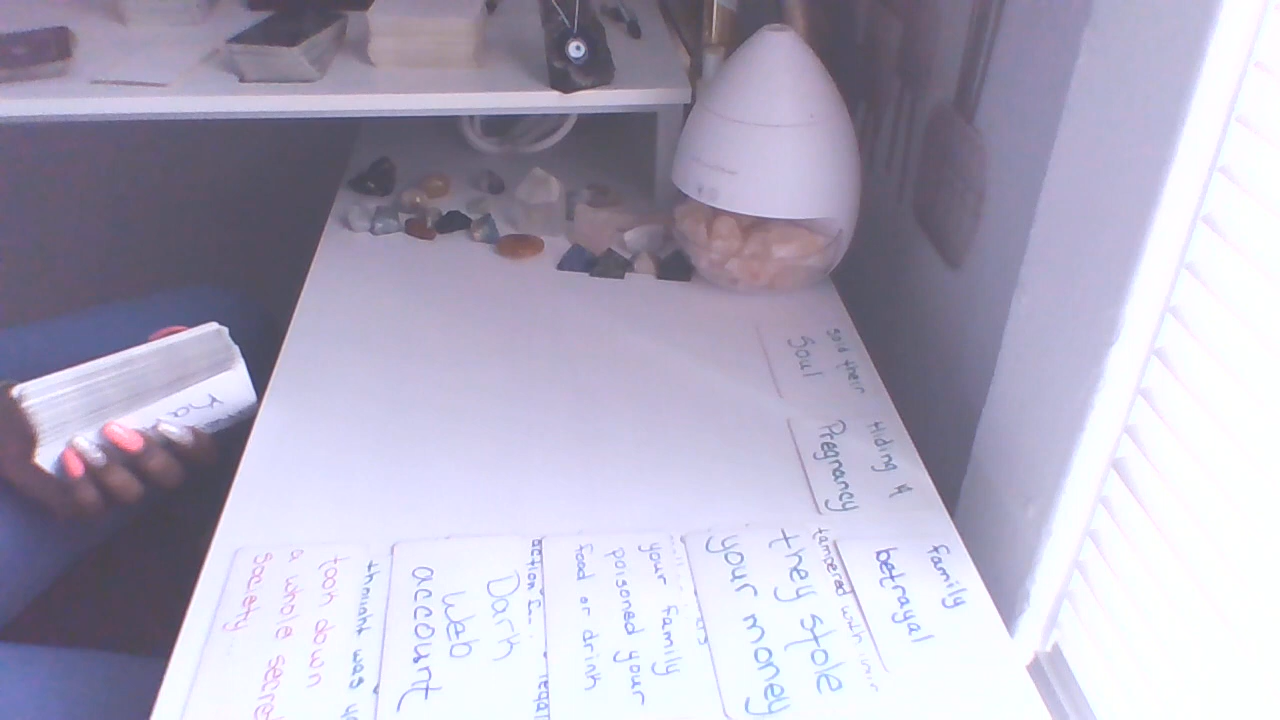 sold their
Soul
Hiding A
Pregnancy
family
betrayal
tampered with
they stole
your money
your family
poisoned your
food or drink
Dark
Web
account
took down
a whole secret
society